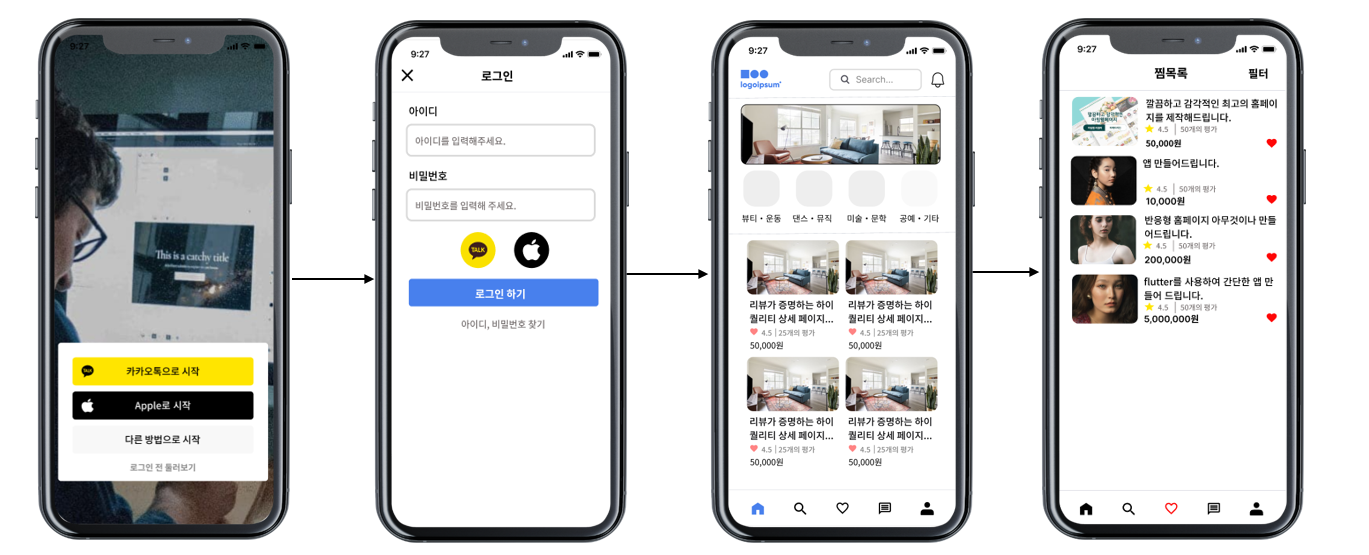 9:27
This is a catchy title
TALK
카카오톡으로 시작
Apple로 시작
다른 방법으로 시작
로그인 전 둘러보기
9:27
로그인
아이디
아이디를 입력해주세요.
비밀번호
비밀번호를 입력해 주세요.
TALK
로그인 하기
아이디, 비밀번호 찾기
9:27
logoipsum
Search...
뷰티 • 운동
댄스 • 뮤직
미술 • 문학
공예 • 기타
리뷰가 증명하는 하이
퀄리티 상세 페이지...
4.5 | 25개의 평가
50,000원
리뷰가 증명하는 하이
퀄리티 상세 페이지...
4.5 | 25개의 평가
50,000원
리뷰가 증명하는 하이
퀄리티 상세 페이지...
4.5 | 25개의 평가
50,000원
리뷰가 증명하는 하이
퀄리티 상세 페이지...
4.5 | 25개의 평가
50,000원
9:27
찜목록
필터
깔끔하고 감각적인 최고의 홈페이
지를 제작해드립니다.
4.5 | 50개의 평가
50,000원
앱 만들어드립니다.
4.5 | 50개의 평가
10,000원
반응형 홈페이지 아무것이나 만들
어드립니다.
4.5 | 50개의 평가
200,000원
flutter를 사용하여 간단한 앱 만
들어 드립니다.
4.5 | 50개의 평가
5,000,000원